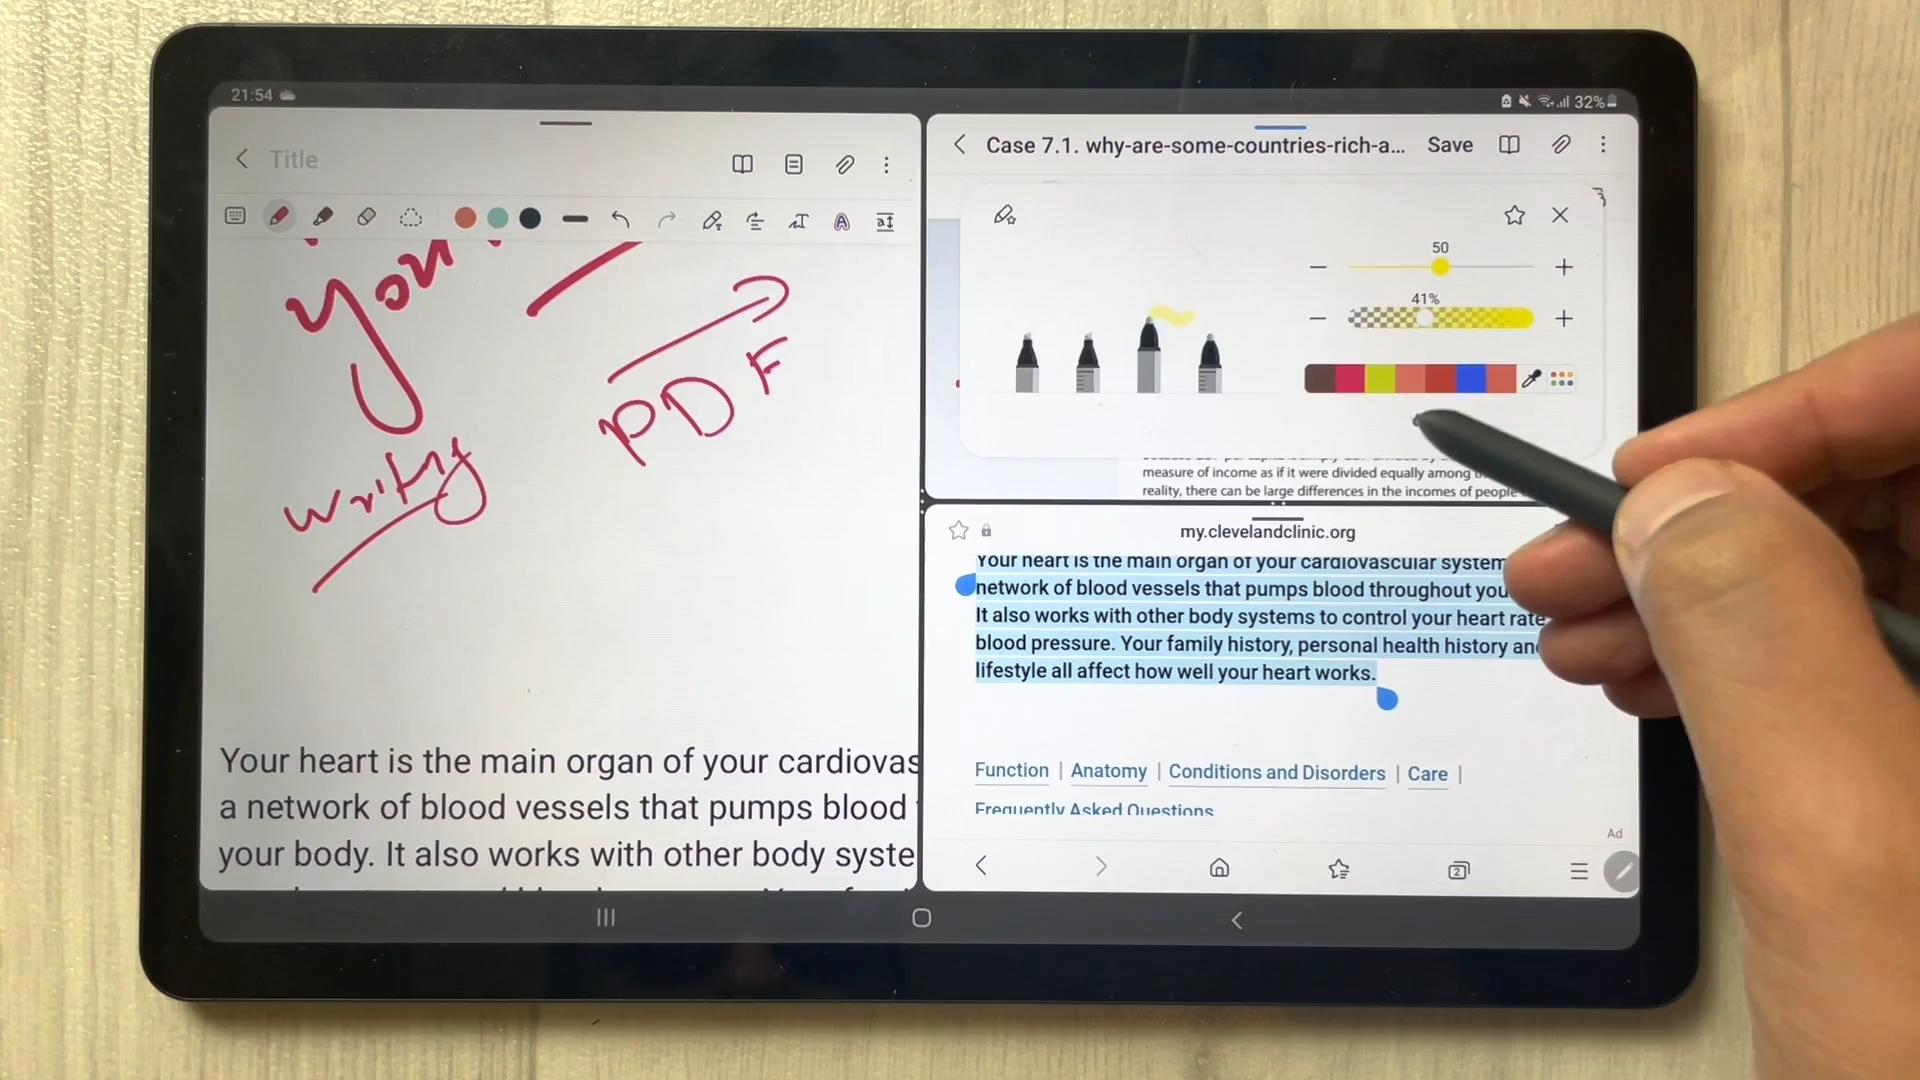 21:54
32%
Title
you
PDF
writg
Your heart is the main organ of your cardiovas
a network of blood vessels that pumps blood
your body. It also works with other body syste
Case 7.1. why-are-some-countries-rich-a... Save
50
41%
measure of income as if it were divided equally among
reality, there can be large differences in the incomes of people
my.clevelandclinic.org
Your heart is the main organ of your cardiovascular system
network of blood vessels that pumps blood throughout you
It also works with other body systems to control your heart rate
blood pressure. Your family history, personal health history an
lifestyle all affect how well your heart works.
Function | Anatomy | Conditions and Disorders | Care |
Frequently Asked Questions
Ad
2